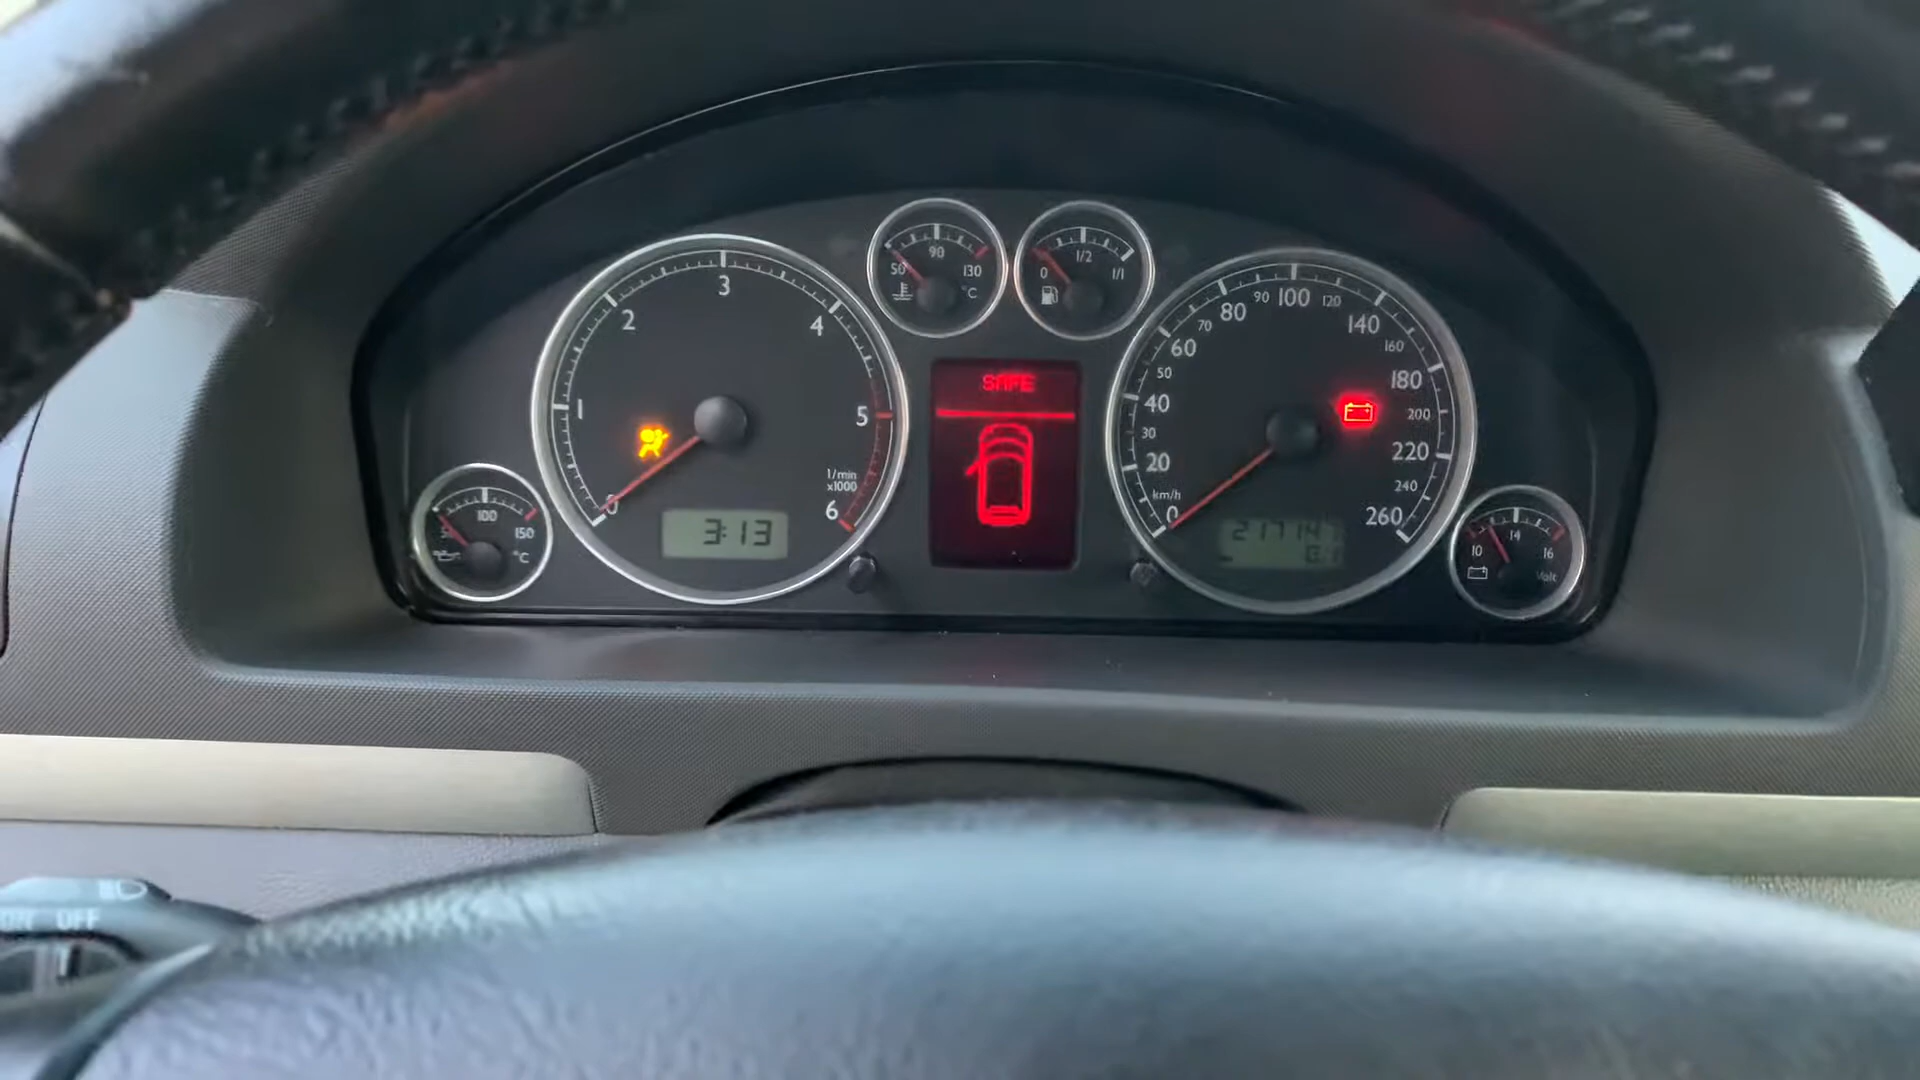 50 90 130 °C
0 1/2 1/1
0 1 2 3 4 5 6
1/min
x1000
3:13
SAFE
0 20 30 40 50 60 70 80 90 100 120 140 160 180 200 220 240 260
km/h
100 150 °C
10 14 16
Volt
OFF